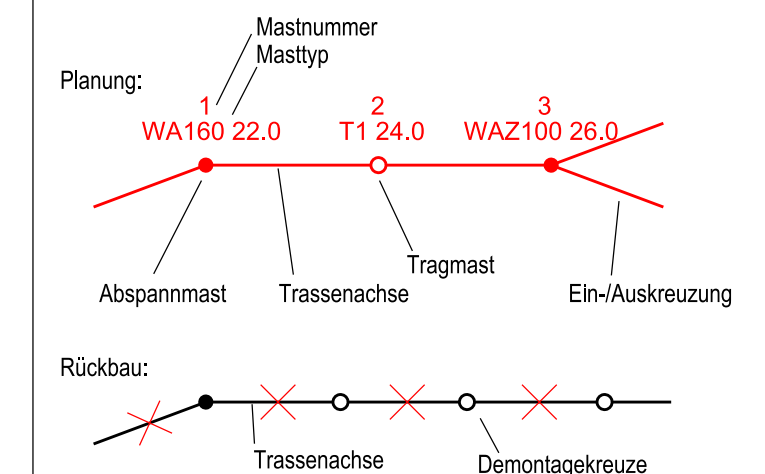 Mastnummer
Masttyp
Planung:
1 2 3
WA160 22.0 T1 24.0 WAZ100 26.0
Tragmast
Abspannmast Trassenachse Ein-/Auskreuzung
Rückbau:
Trassenachse Demontagekreuze